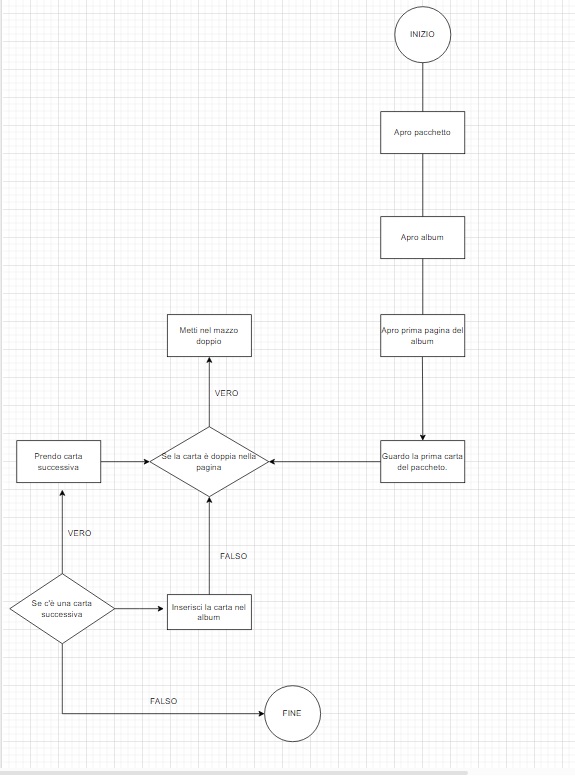 INIZIO
Apro pacchetto
Apro album
Apro prima pagina del
album
Guardo la prima carta
del paccheto.
Metti nel mazzo
doppio
VERO
Se la carta è doppia nella
pagina
Prendo carta
successiva
VERO
FALSO
Se c'è una carta
successiva
Inserisci la carta nel
album
FALSO
FINE